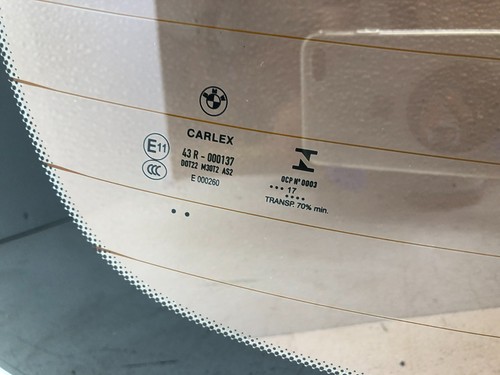 BMW
CARLEX
E11
43 R - 000137
CCC
DOT22 M30T2 AS2
E 000260
OCP Nº 0003
17
TRANSP. 70% min.